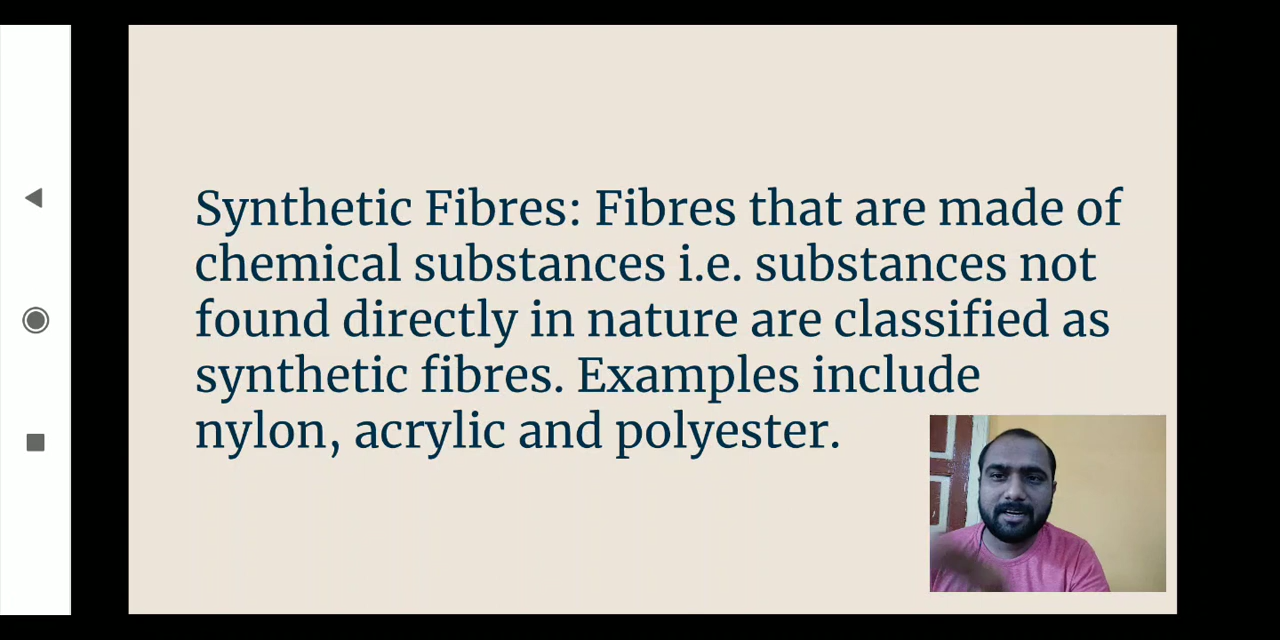 Synthetic Fibres: Fibres that are made of
chemical substances i.e. substances not
found directly in nature are classified as
synthetic fibres. Examples include
nylon, acrylic and polyester.